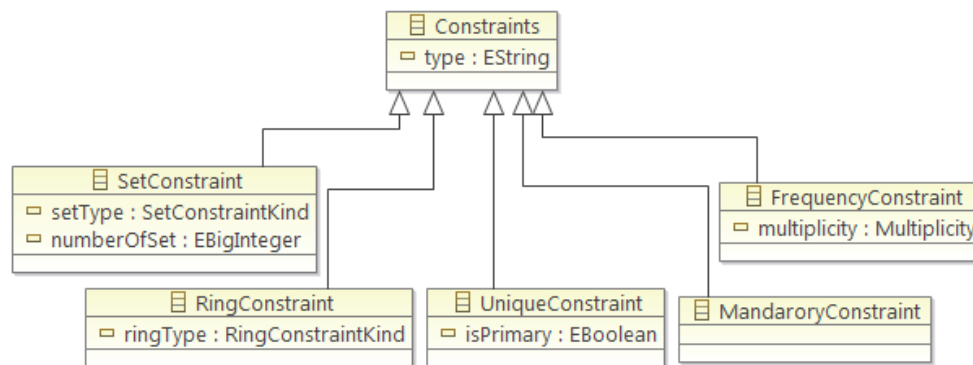 Constraints
type : EString
SetConstraint
setType : SetConstraintKind
numberOfSet : EBigInteger
FrequencyConstraint
multiplicity : Multiplicity
RingConstraint
ringType : RingConstraintKind
UniqueConstraint
isPrimary : EBoolean
MandaroryConstraint